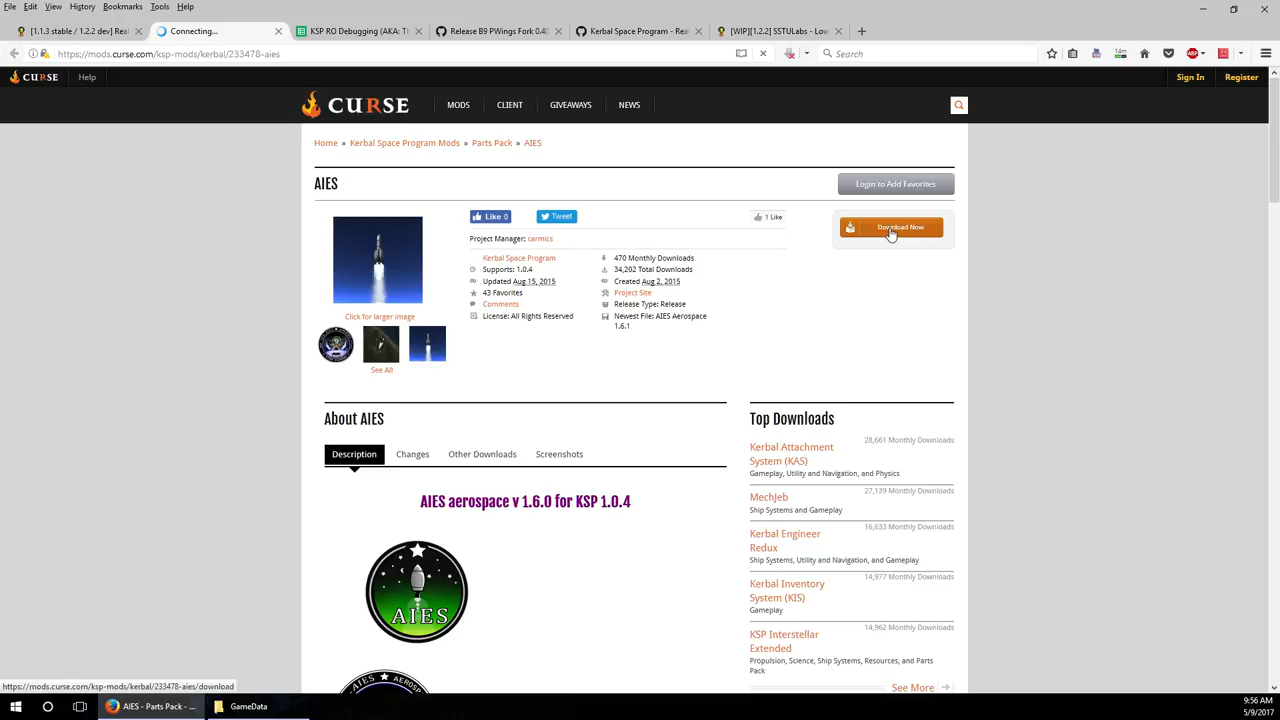 File Edit View History Bookmarks Tools Help
[1.1.3 stable / 1.2.2 dev] Real
Connecting...
KSP RO Debugging (AKA: Th
Release B9 PWings Fork 0.40
Kerbal Space Program - Rea
[WIP][1.2.2] SSTULabs - Low
https://mods.curse.com/ksp-mods/kerbal/233478-aies
Search
CURSE Help
Sign In Register
CURSE MODS CLIENT GIVEAWAYS NEWS
Home » Kerbal Space Program Mods » Parts Pack » AIES
AIES
Login to Add Favorites
Like 0 Tweet 1 Like
Download Now
Project Manager: carmics
Kerbal Space Program 470 Monthly Downloads
Supports: 1.0.4 34,202 Total Downloads
Updated Aug 15, 2015 Created Aug 2, 2015
43 Favorites Project Site
Comments Release Type: Release
License: All Rights Reserved Newest File: AIES Aerospace
1.6.1
Click for larger image
See All
About AIES
Description Changes Other Downloads Screenshots
AIES aerospace v 1.6.0 for KSP 1.0.4
AIES
Top Downloads
Kerbal Attachment
System (KAS)
28,661 Monthly Downloads
Gameplay, Utility and Navigation, and Physics
MechJeb
27,139 Monthly Downloads
Ship Systems and Gameplay
Kerbal Engineer
Redux
16,633 Monthly Downloads
Ship Systems, Utility and Navigation, and Gameplay
Kerbal Inventory
System (KIS)
14,977 Monthly Downloads
Gameplay
KSP Interstellar
Extended
14,962 Monthly Downloads
Propulsion, Science, Ship Systems, Resources, and Parts
Pack
See More
https://mods.curse.com/ksp-mods/kerbal/233478-aies/download
AIES - Parts Pack - ...
GameData
9:56 AM
5/9/2017